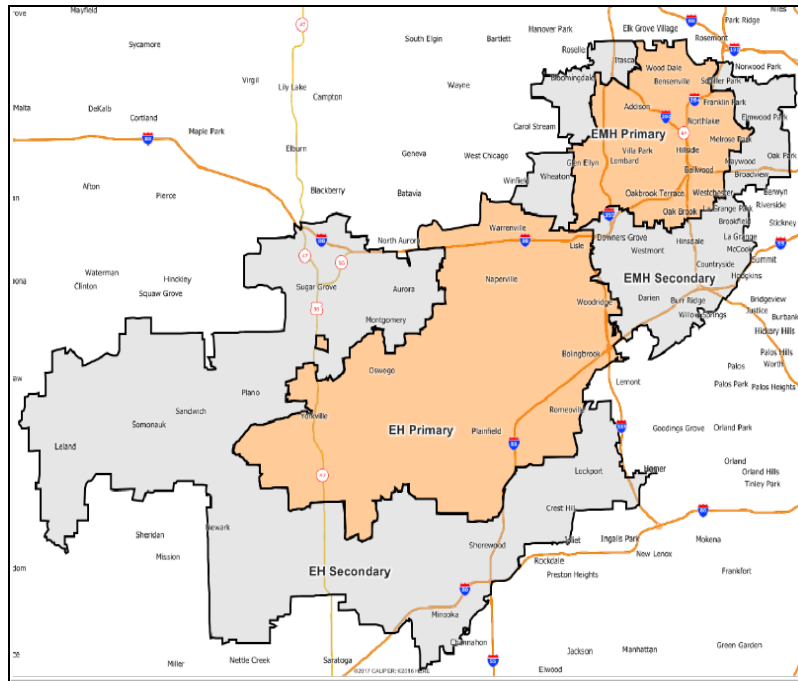 Mayfield
Hanover Park
Elk Grove Village
Niles
Park Ridge
Rosemont
47
South Elgin
Bartlett
Sycamore
Roselle
Itasca
Wood Dale
Norwood Park
Bloomingdale
Bensenville
Schiller Park
Virgil
Lily Lake
Campton
Wayne
Malta
DeKalb
Cortland
Addison
Franklin Park
Northlake
Elmwood Park
Maple Park
Carol Stream
EMH Primary
Melrose Park
Elburn
Geneva
West Chicago
Villa Park
Hillside
Glen Ellyn
Lombard
Maywood
Oak Park
Bellwood
Broadview
Wheaton
Winfield
Afton
Pierce
Blackberry
Batavia
Oakbrook Terrace
Westchester
Berwyn
Riverside
Oak Brook
La Grange Park
Brookfield
Stickney
Warrenville
North Auror
Lisle
Downers Grove
Hinsdale
La Grange
Westmont
McCook
Summit
Countryside
Hodgkins
EMH Secondary
Waterman
Hinckley
Clinton
Squaw Grove
Sugar Grove
Aurora
Naperville
Woodridge
Darien
Burr Ridge
Bridgeview
Willow Springs
Justice
Burbank
Montgomery
Hickory Hills
Bolingbrook
Palos Hills
Palos
Worth
Oswego
Lemont
Palos Park
Palos Heights
Plano
Sandwich
Somonauk
Yorkville
Romeoville
Leland
EH Primary
Plainfield
Goodings Grove
Orland Park
Orland
Orland Hills
Tinley Park
Lockport
Homer
47
Crest Hill
Newark
Sheridan
Mission
Shorewood
Joliet
Ingalls Park
Mokena
New Lenox
Rockdale
Preston Heights
Frankfort
EH Secondary
Minooka
Channahon
Manhattan
Green Garden
Jackson
Elwood
Miller
Nettle Creek
Saratoga
©2017 CALIPER; ©2016 HERE